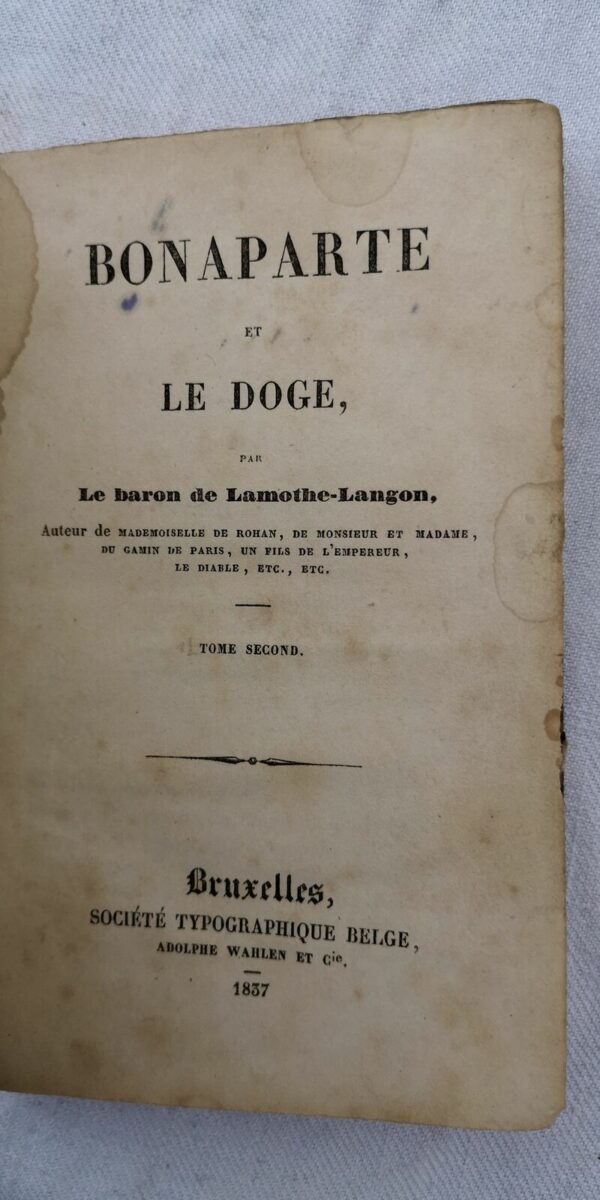 BONAPARTE
ET
LE DOGE,
PAR
Le baron de Lamothe-Langon,
Auteur de MADEMOISELLE DE ROHAN, DE MONSIEUR ET MADAME,
DU GAMIN DE PARIS, UN FILS DE L'EMPEREUR,
LE DIABLE, ETC., ETC.
TOME SECOND.
Bruxelles,
SOCIÉTÉ TYPOGRAPHIQUE BELGE,
ADOLPHE WAHLEN ET Cie.
1837